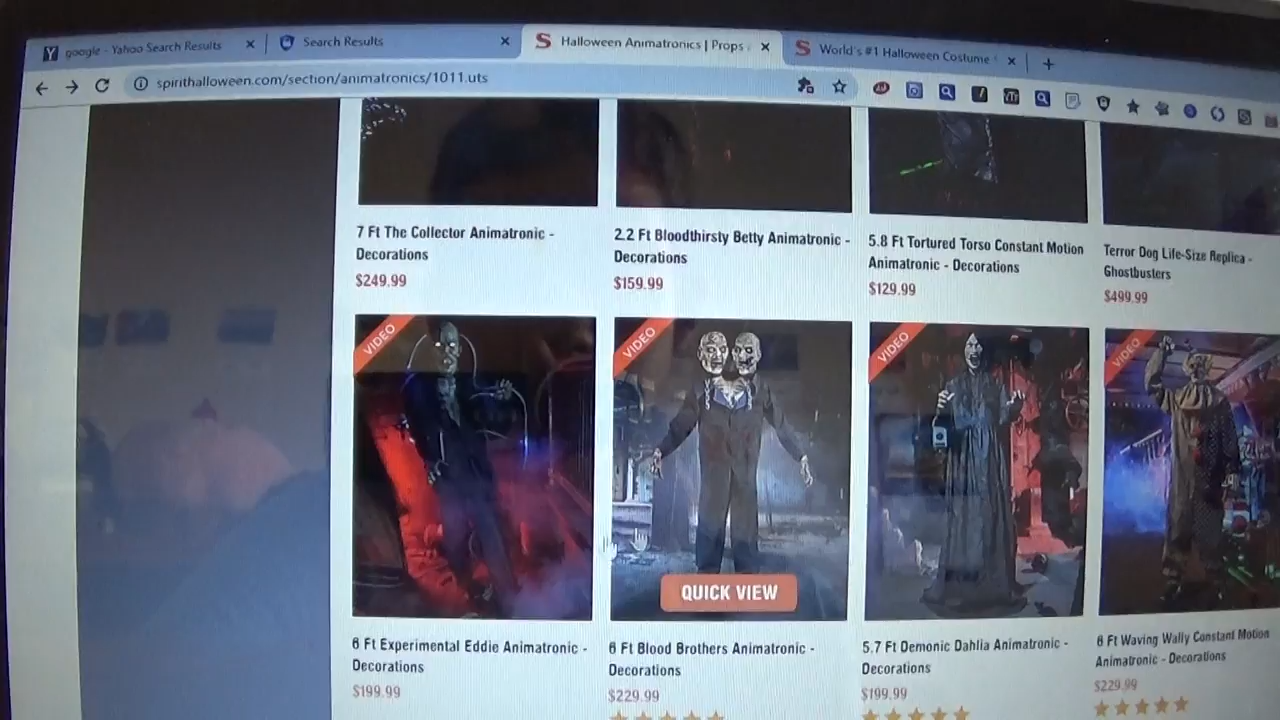 google - Yahoo Search Results
Search Results
Halloween Animatronics | Props
World's #1 Halloween Costume
spirithalloween.com/section/animatronics/1011.uts
7 Ft The Collector Animatronic -
Decorations
$249.99
2.2 Ft Bloodthirsty Betty Animatronic -
Decorations
$159.99
5.8 Ft Tortured Torso Constant Motion
Animatronic - Decorations
$129.99
Terror Dog Life-Size Replica -
Ghostbusters
$499.99
VIDEO
VIDEO
VIDEO
VIDEO
QUICK VIEW
6 Ft Experimental Eddie Animatronic -
Decorations
$199.99
6 Ft Blood Brothers Animatronic -
Decorations
$229.99
5.7 Ft Demonic Dahlia Animatronic -
Decorations
$199.99
6 Ft Waving Wally Constant Motion
Animatronic - Decorations
$229.99